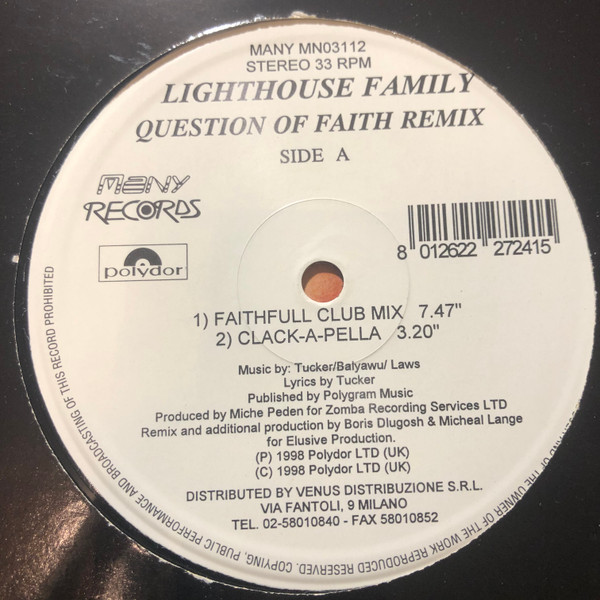 MANY MN03112
STEREO 33 RPM
LIGHTHOUSE FAMILY
QUESTION OF FAITH REMIX
SIDE A
MANY
RECORDS
polydor
8 012622 272415
1) FAITHFULL CLUB MIX 7.47"
2) CLACK-A-PELLA 3.20"
Music by: Tucker/Balyawu/ Laws
Lyrics by Tucker
Published by Polygram Music
Produced by Miche Peden for Zomba Recording Services LTD
Remix and additional production by Boris Dlugosh & Micheal Lange
for Elusive Production.
(P) 1998 Polydor LTD (UK)
(C) 1998 Polydor LTD (UK)
DISTRIBUTED BY VENUS DISTRIBUZIONE S.R.L.
VIA FANTOLI, 9 MILANO
TEL. 02-58010840 - FAX 58010852
OF THE OWNER OF THE WORK REPRODUCED RESERVED. COPYING, PUBLIC PERFORMANCE AND BROADCASTING OF THIS RECORD PROHIBITED